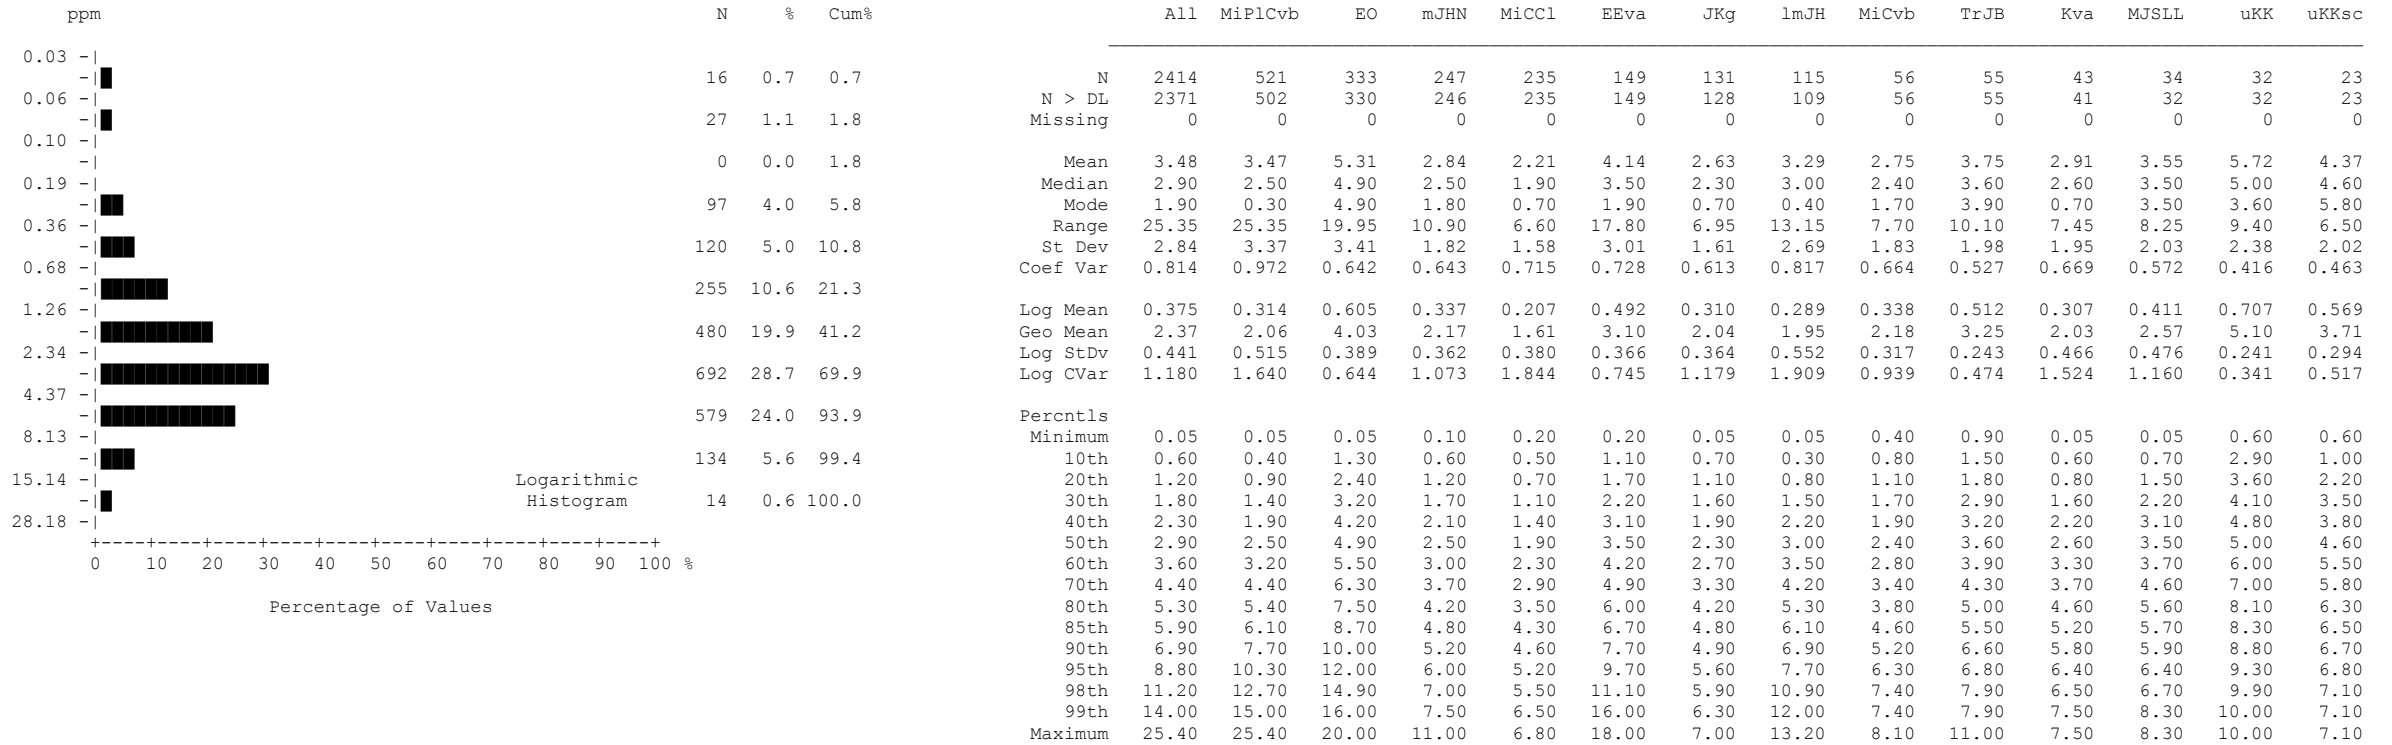 ppm N % Cum% All MiPlCvb EO mJHN MiCCl EEva JKg lmJH MiCvb TrJB Kva MJSLL uKK uKKsc
0.03 -|
-| 16 0.7 0.7 N 2414 521 333 247 235 149 131 115 56 55 43 34 32 23
0.06 -| N > DL 2371 502 330 246 235 149 128 109 56 55 41 32 32 23
-| 27 1.1 1.8 Missing 0 0 0 0 0 0 0 0 0 0 0 0 0 0
0.10 -|
-| 0 0.0 1.8 Mean 3.48 3.47 5.31 2.84 2.21 4.14 2.63 3.29 2.75 3.75 2.91 3.55 5.72 4.37
0.19 -| Median 2.90 2.50 4.90 2.50 1.90 3.50 2.30 3.00 2.40 3.60 2.60 3.50 5.00 4.60
-| 97 4.0 5.8 Mode 1.90 0.30 4.90 1.80 0.70 1.90 0.70 0.40 1.70 3.90 0.70 3.50 3.60 5.80
0.36 -| Range 25.35 25.35 19.95 10.90 6.60 17.80 6.95 13.15 7.70 10.10 7.45 8.25 9.40 6.50
-| 120 5.0 10.8 St Dev 2.84 3.37 3.41 1.82 1.58 3.01 1.61 2.69 1.83 1.98 1.95 2.03 2.38 2.02
0.68 -| Coef Var 0.814 0.972 0.642 0.643 0.715 0.728 0.613 0.817 0.664 0.527 0.669 0.572 0.416 0.463
-| 255 10.6 21.3
1.26 -| Log Mean 0.375 0.314 0.605 0.337 0.207 0.492 0.310 0.289 0.338 0.512 0.307 0.411 0.707 0.569
-| 480 19.9 41.2 Geo Mean 2.37 2.06 4.03 2.17 1.61 3.10 2.04 1.95 2.18 3.25 2.03 2.57 5.10 3.71
2.34 -| Log StDv 0.441 0.515 0.389 0.362 0.380 0.366 0.364 0.552 0.317 0.243 0.466 0.476 0.241 0.294
-| 692 28.7 69.9 Log CVar 1.180 1.640 0.644 1.073 1.844 0.745 1.179 1.909 0.939 0.474 1.524 1.160 0.341 0.517
4.37 -|
-| 579 24.0 93.9 Percntls
8.13 -| Minimum 0.05 0.05 0.05 0.10 0.20 0.20 0.05 0.05 0.40 0.90 0.05 0.05 0.60 0.60
-| 134 5.6 99.4 10th 0.60 0.40 1.30 0.60 0.50 1.10 0.70 0.30 0.80 1.50 0.60 0.70 2.90 1.00
15.14 -| Logarithmic 20th 1.20 0.90 2.40 1.20 0.70 1.70 1.10 0.80 1.10 1.80 0.80 1.50 3.60 2.20
-| Histogram 14 0.6 100.0 30th 1.80 1.40 3.20 1.70 1.10 2.20 1.60 1.50 1.70 2.90 1.60 2.20 4.10 3.50
28.18 -| 40th 2.30 1.90 4.20 2.10 1.40 3.10 1.90 2.20 1.90 3.20 2.20 3.10 4.80 3.80
+----+----+----+----+----+----+----+----+----+----+ 50th 2.90 2.50 4.90 2.50 1.90 3.50 2.30 3.00 2.40 3.60 2.60 3.50 5.00 4.60
0 10 20 30 40 50 60 70 80 90 100 % 60th 3.60 3.20 5.50 3.00 2.30 4.20 2.70 3.50 2.80 3.90 3.30 3.70 6.00 5.50
70th 4.40 4.40 6.30 3.70 2.90 4.90 3.30 4.20 3.40 4.30 3.70 4.60 7.00 5.80
Percentage of Values 80th 5.30 5.40 7.50 4.20 3.50 6.00 4.20 5.30 3.80 5.00 4.60 5.60 8.10 6.30
85th 5.90 6.10 8.70 4.80 4.30 6.70 4.80 6.10 4.60 5.50 5.20 5.70 8.30 6.50
90th 6.90 7.70 10.00 5.20 4.60 7.70 4.90 6.90 5.20 6.60 5.80 5.90 8.80 6.70
95th 8.80 10.30 12.00 6.00 5.20 9.70 5.60 7.70 6.30 6.80 6.40 6.40 9.30 6.80
98th 11.20 12.70 14.90 7.00 5.50 11.10 5.90 10.90 7.40 7.90 6.50 6.70 9.90 7.10
99th 14.00 15.00 16.00 7.50 6.50 16.00 6.30 12.00 7.40 7.90 7.50 8.30 10.00 7.10
Maximum 25.40 25.40 20.00 11.00 6.80 18.00 7.00 13.20 8.10 11.00 7.50 8.30 10.00 7.10